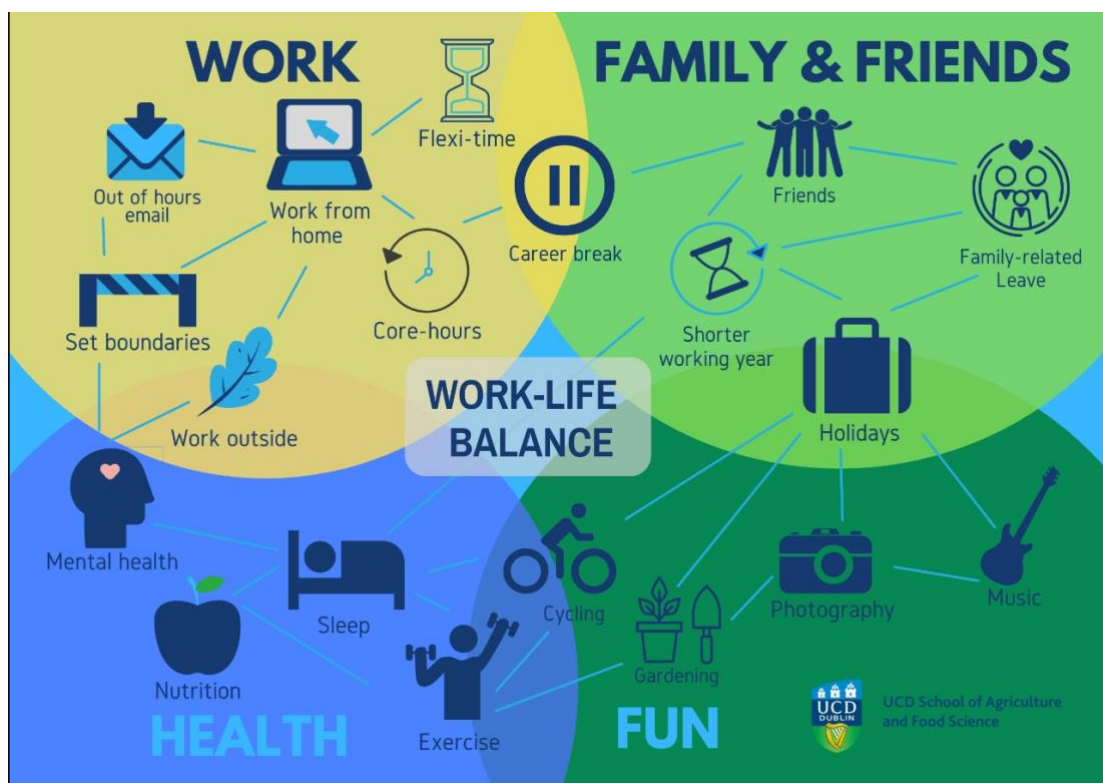 WORK
FAMILY & FRIENDS
Flexi-time
Out of hours
email
Work from
home
Career break
Friends
Family-related
Leave
Set boundaries
Core-hours
Shorter
working year
Work outside
WORK-LIFE
BALANCE
Holidays
Mental health
Sleep
Cycling
Photography
Music
Nutrition
Exercise
Gardening
HEALTH
FUN
UCD
DUBLIN
UCD School of Agriculture
and Food Science